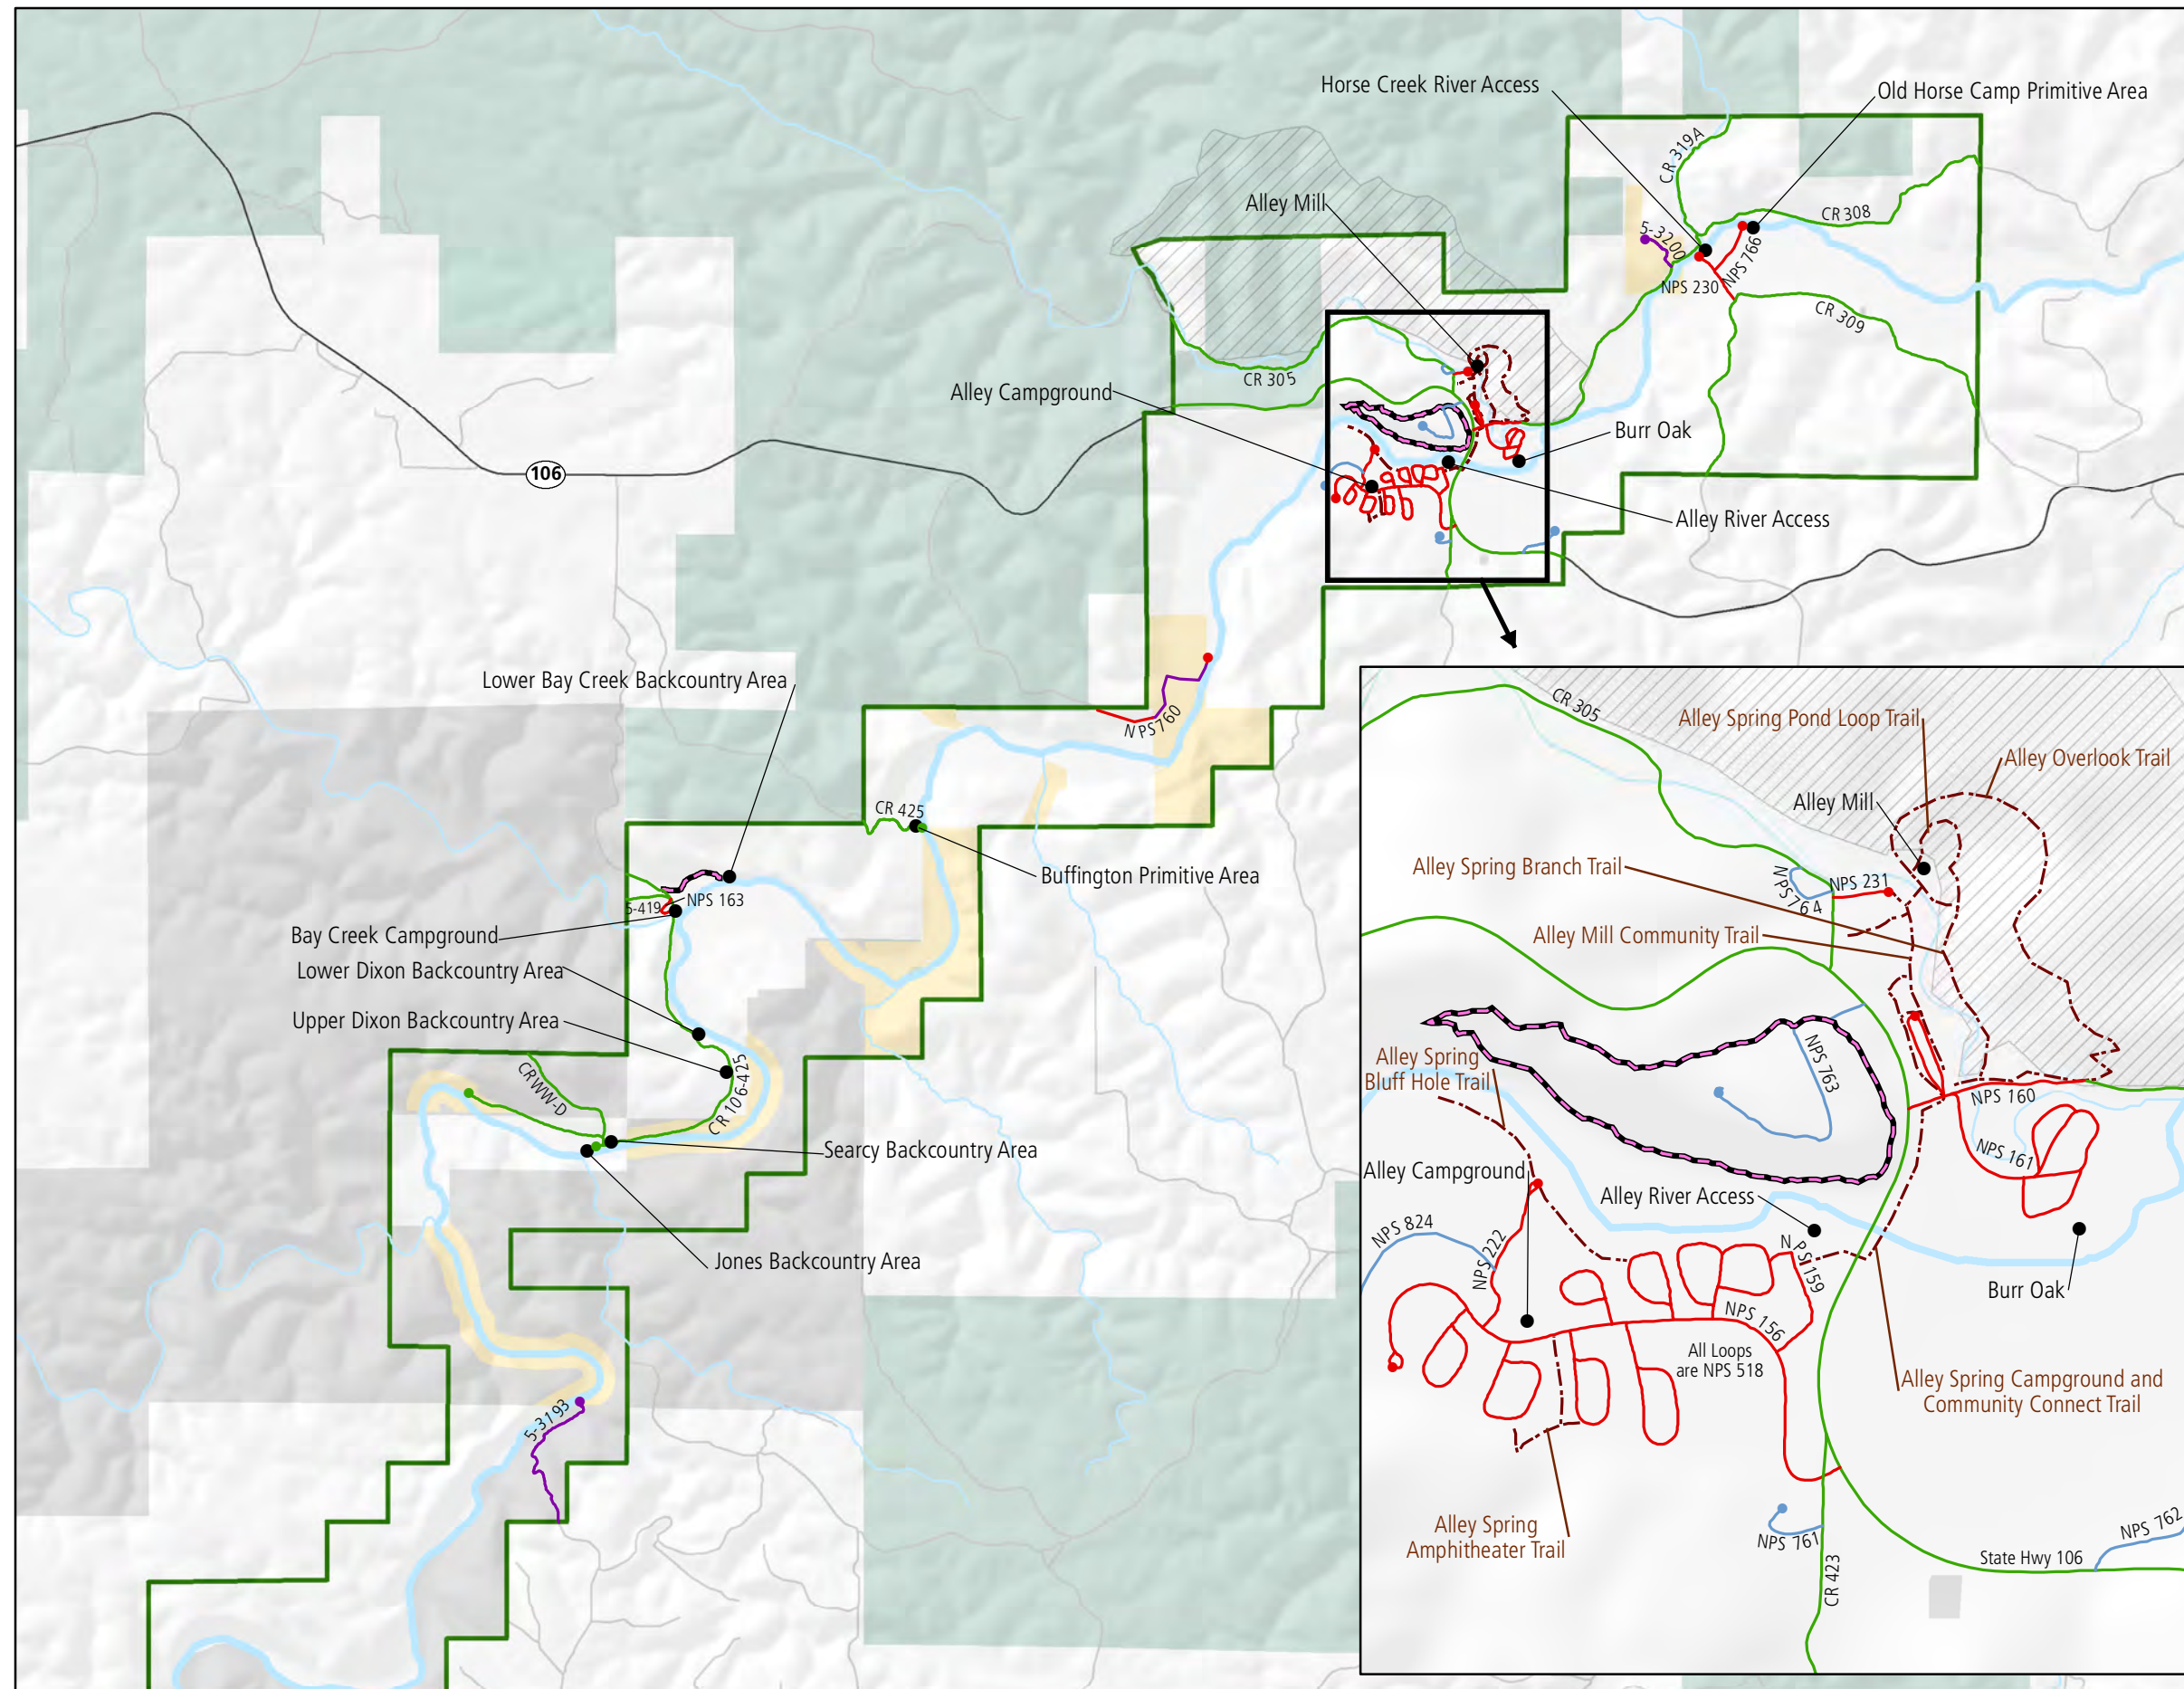 Horse Creek River Access
Old Horse Camp Primitive Area
CR 319A
Alley Mill
CR 308
5-3200
NPS 766
NPS 230
CR 309
CR 305
Alley Campground
Burr Oak
106
Alley River Access
Lower Bay Creek Backcountry Area
NPS 760
CR 425
Buffington Primitive Area
NPS 163
5-419
Bay Creek Campground
Lower Dixon Backcountry Area
Upper Dixon Backcountry Area
CR 106-425
CR WW-D
Searcy Backcountry Area
Jones Backcountry Area
5-3193
CR 305
Alley Spring Pond Loop Trail
Alley Overlook Trail
Alley Mill
Alley Spring Branch Trail
NPS 764
NPS 231
Alley Mill Community Trail
Alley Spring
Bluff Hole Trail
NPS 763
NPS 160
NPS 161
Alley Campground
Alley River Access
NPS 824
NPS 222
NPS 159
Burr Oak
NPS 156
All Loops
are NPS 518
Alley Spring Campground and
Community Connect Trail
Alley Spring
Amphitheater Trail
NPS 761
CR 423
State Hwy 106
NPS 762